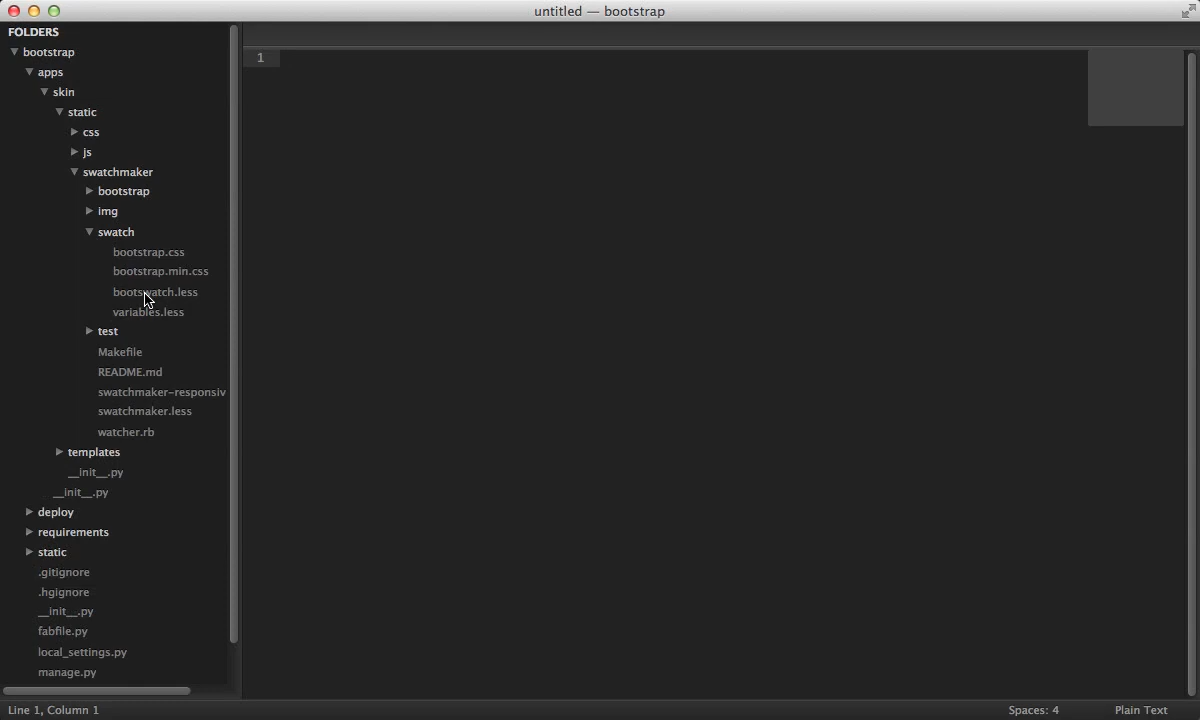 untitled — bootstrap
FOLDERS
bootstrap
apps
skin
static
css
js
swatchmaker
bootstrap
img
swatch
bootstrap.css
bootstrap.min.css
bootswatch.less
variables.less
test
Makefile
README.md
swatchmaker-responsiv
swatchmaker.less
watcher.rb
templates
__init__.py
__init__.py
deploy
requirements
static
.gitignore
.hgignore
__init__.py
fabfile.py
local_settings.py
manage.py
1
Line 1, Column 1
Spaces: 4
Plain Text